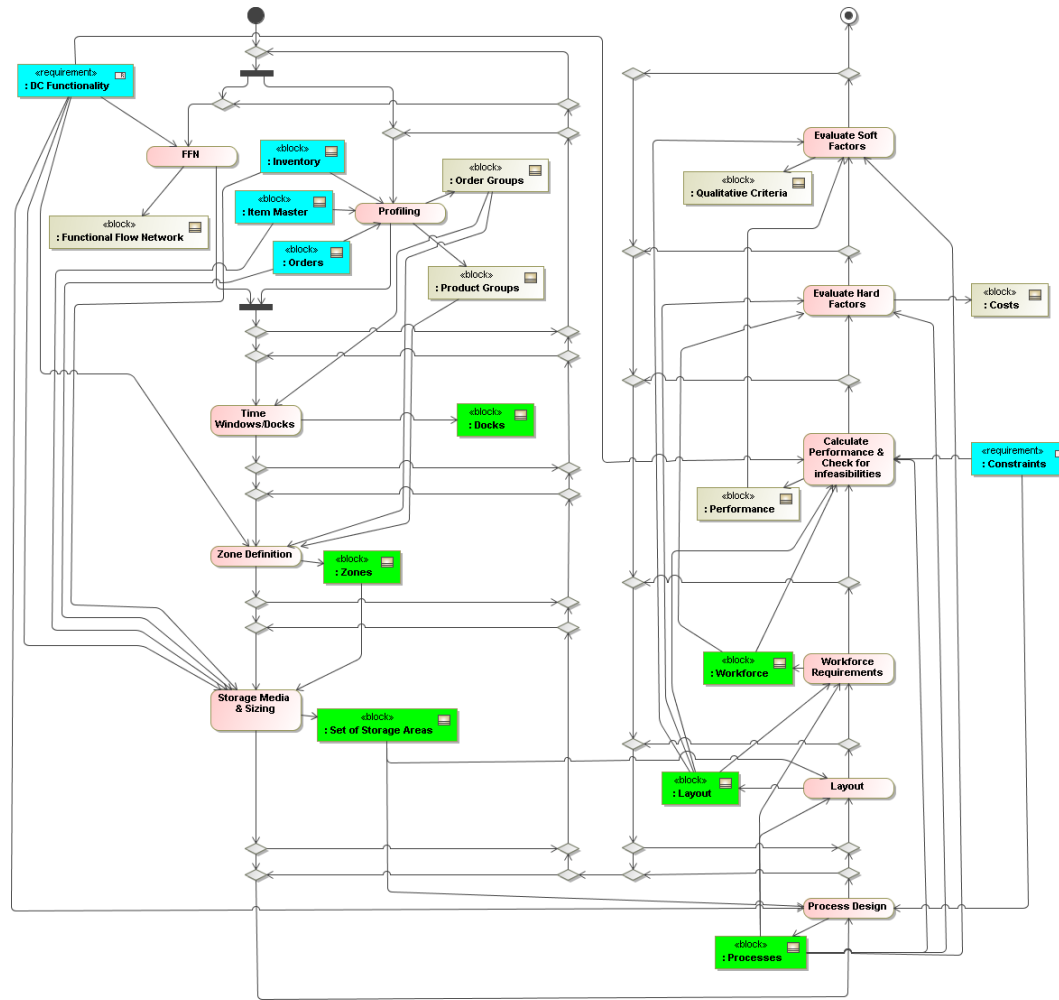 «requirement»
: DC Functionality
FFN
«block»
: Functional Flow Network
«block»
: Inventory
«block»
: Item Master
«block»
: Orders
Profiling
«block»
: Order Groups
«block»
: Product Groups
Time
Windows/Docks
«block»
: Docks
Zone Definition
«block»
: Zones
Storage Media
& Sizing
«block»
: Set of Storage Areas
Evaluate Soft
Factors
«block»
: Qualitative Criteria
Evaluate Hard
Factors
«block»
: Costs
Calculate
Performance &
Check for
infeasibilities
«requirement»
: Constraints
«block»
: Performance
«block»
: Workforce
Workforce
Requirements
«block»
: Layout
Layout
Process Design
«block»
: Processes